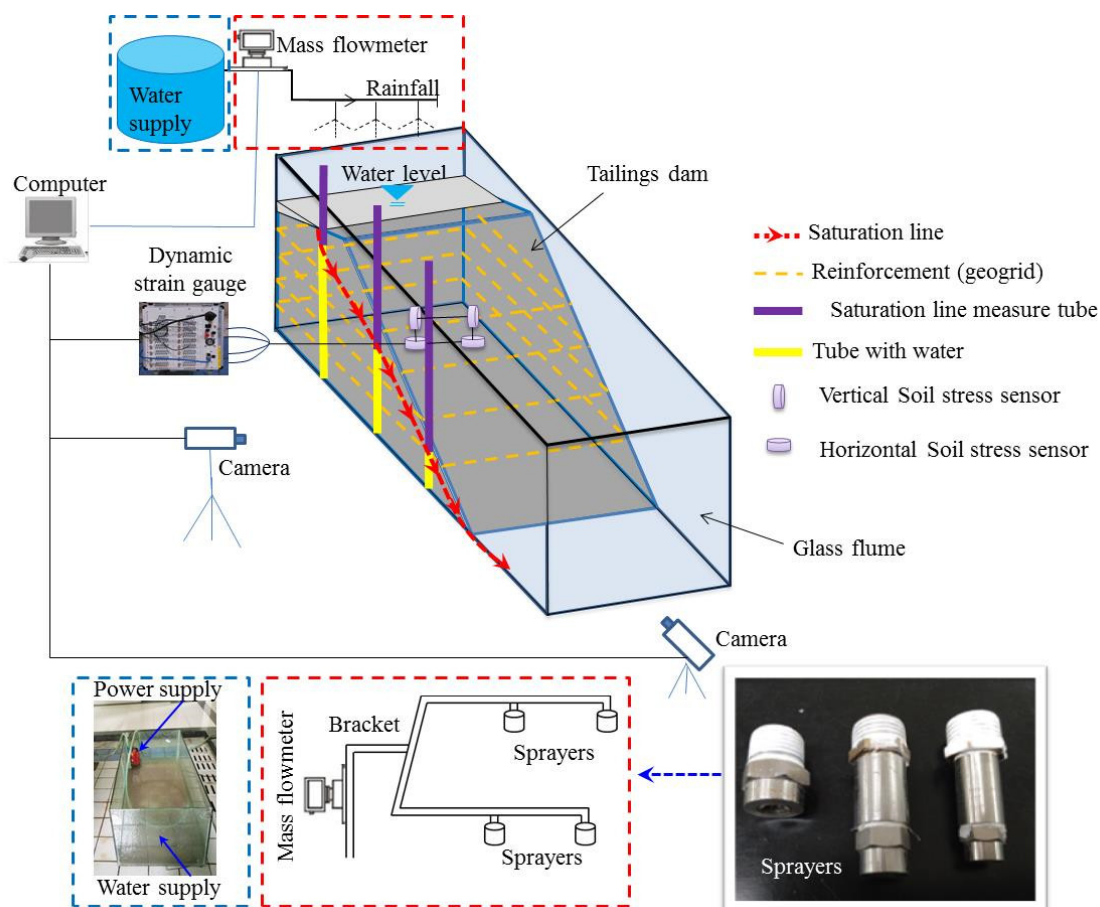 Mass flowmeter
Rainfall
Water
supply
Computer
Water level
Tailings dam
Dynamic
strain gauge
Saturation line
Reinforcement (geogrid)
Saturation line measure tube
Tube with water
Vertical Soil stress sensor
Horizontal Soil stress sensor
Camera
Glass flume
Camera
Power supply
Water supply
Mass flowmeter
Bracket
Sprayers
Sprayers
Sprayers